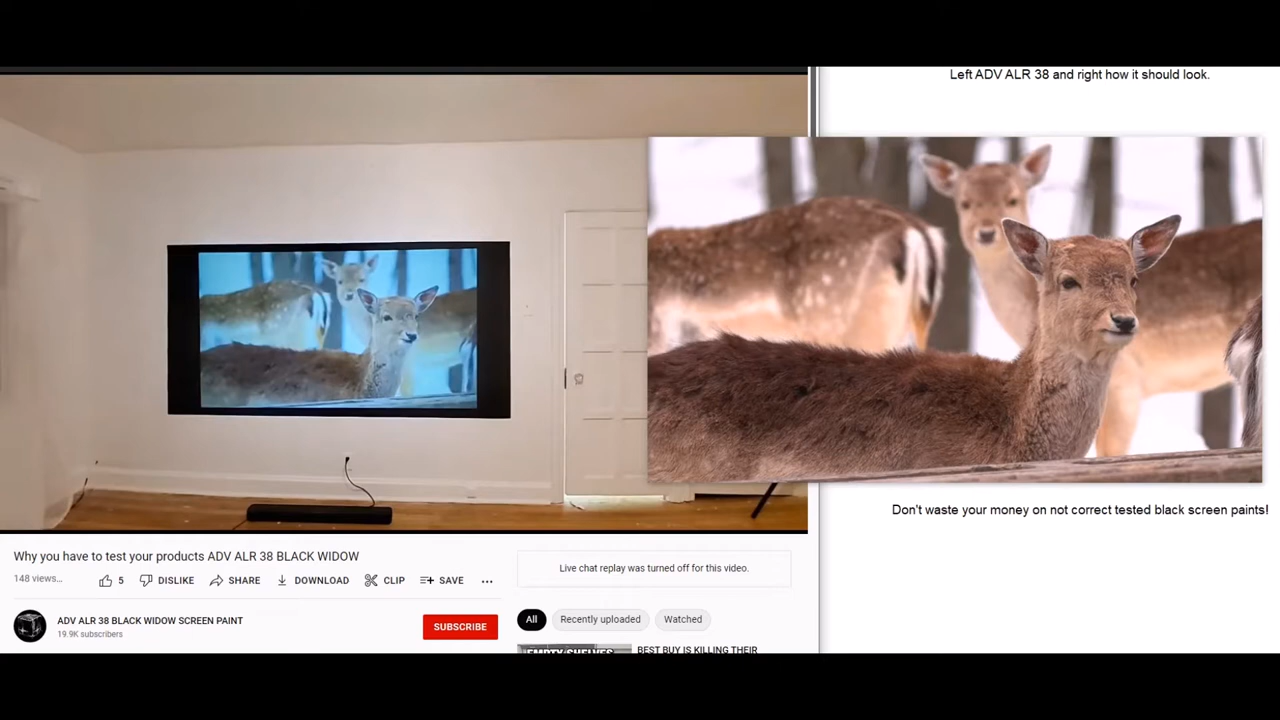 Left ADV ALR 38 and right how it should look.
Don't waste your money on not correct tested black screen paints!
Why you have to test your products ADV ALR 38 BLACK WIDOW
148 views...
5 DISLIKE SHARE DOWNLOAD CLIP SAVE ...
Live chat replay was turned off for this video.
ADV ALR 38 BLACK WIDOW SCREEN PAINT
19.9K subscribers
SUBSCRIBE
All Recently uploaded Watched
EMPTY SHELVES
BEST BUY IS KILLING THEIR